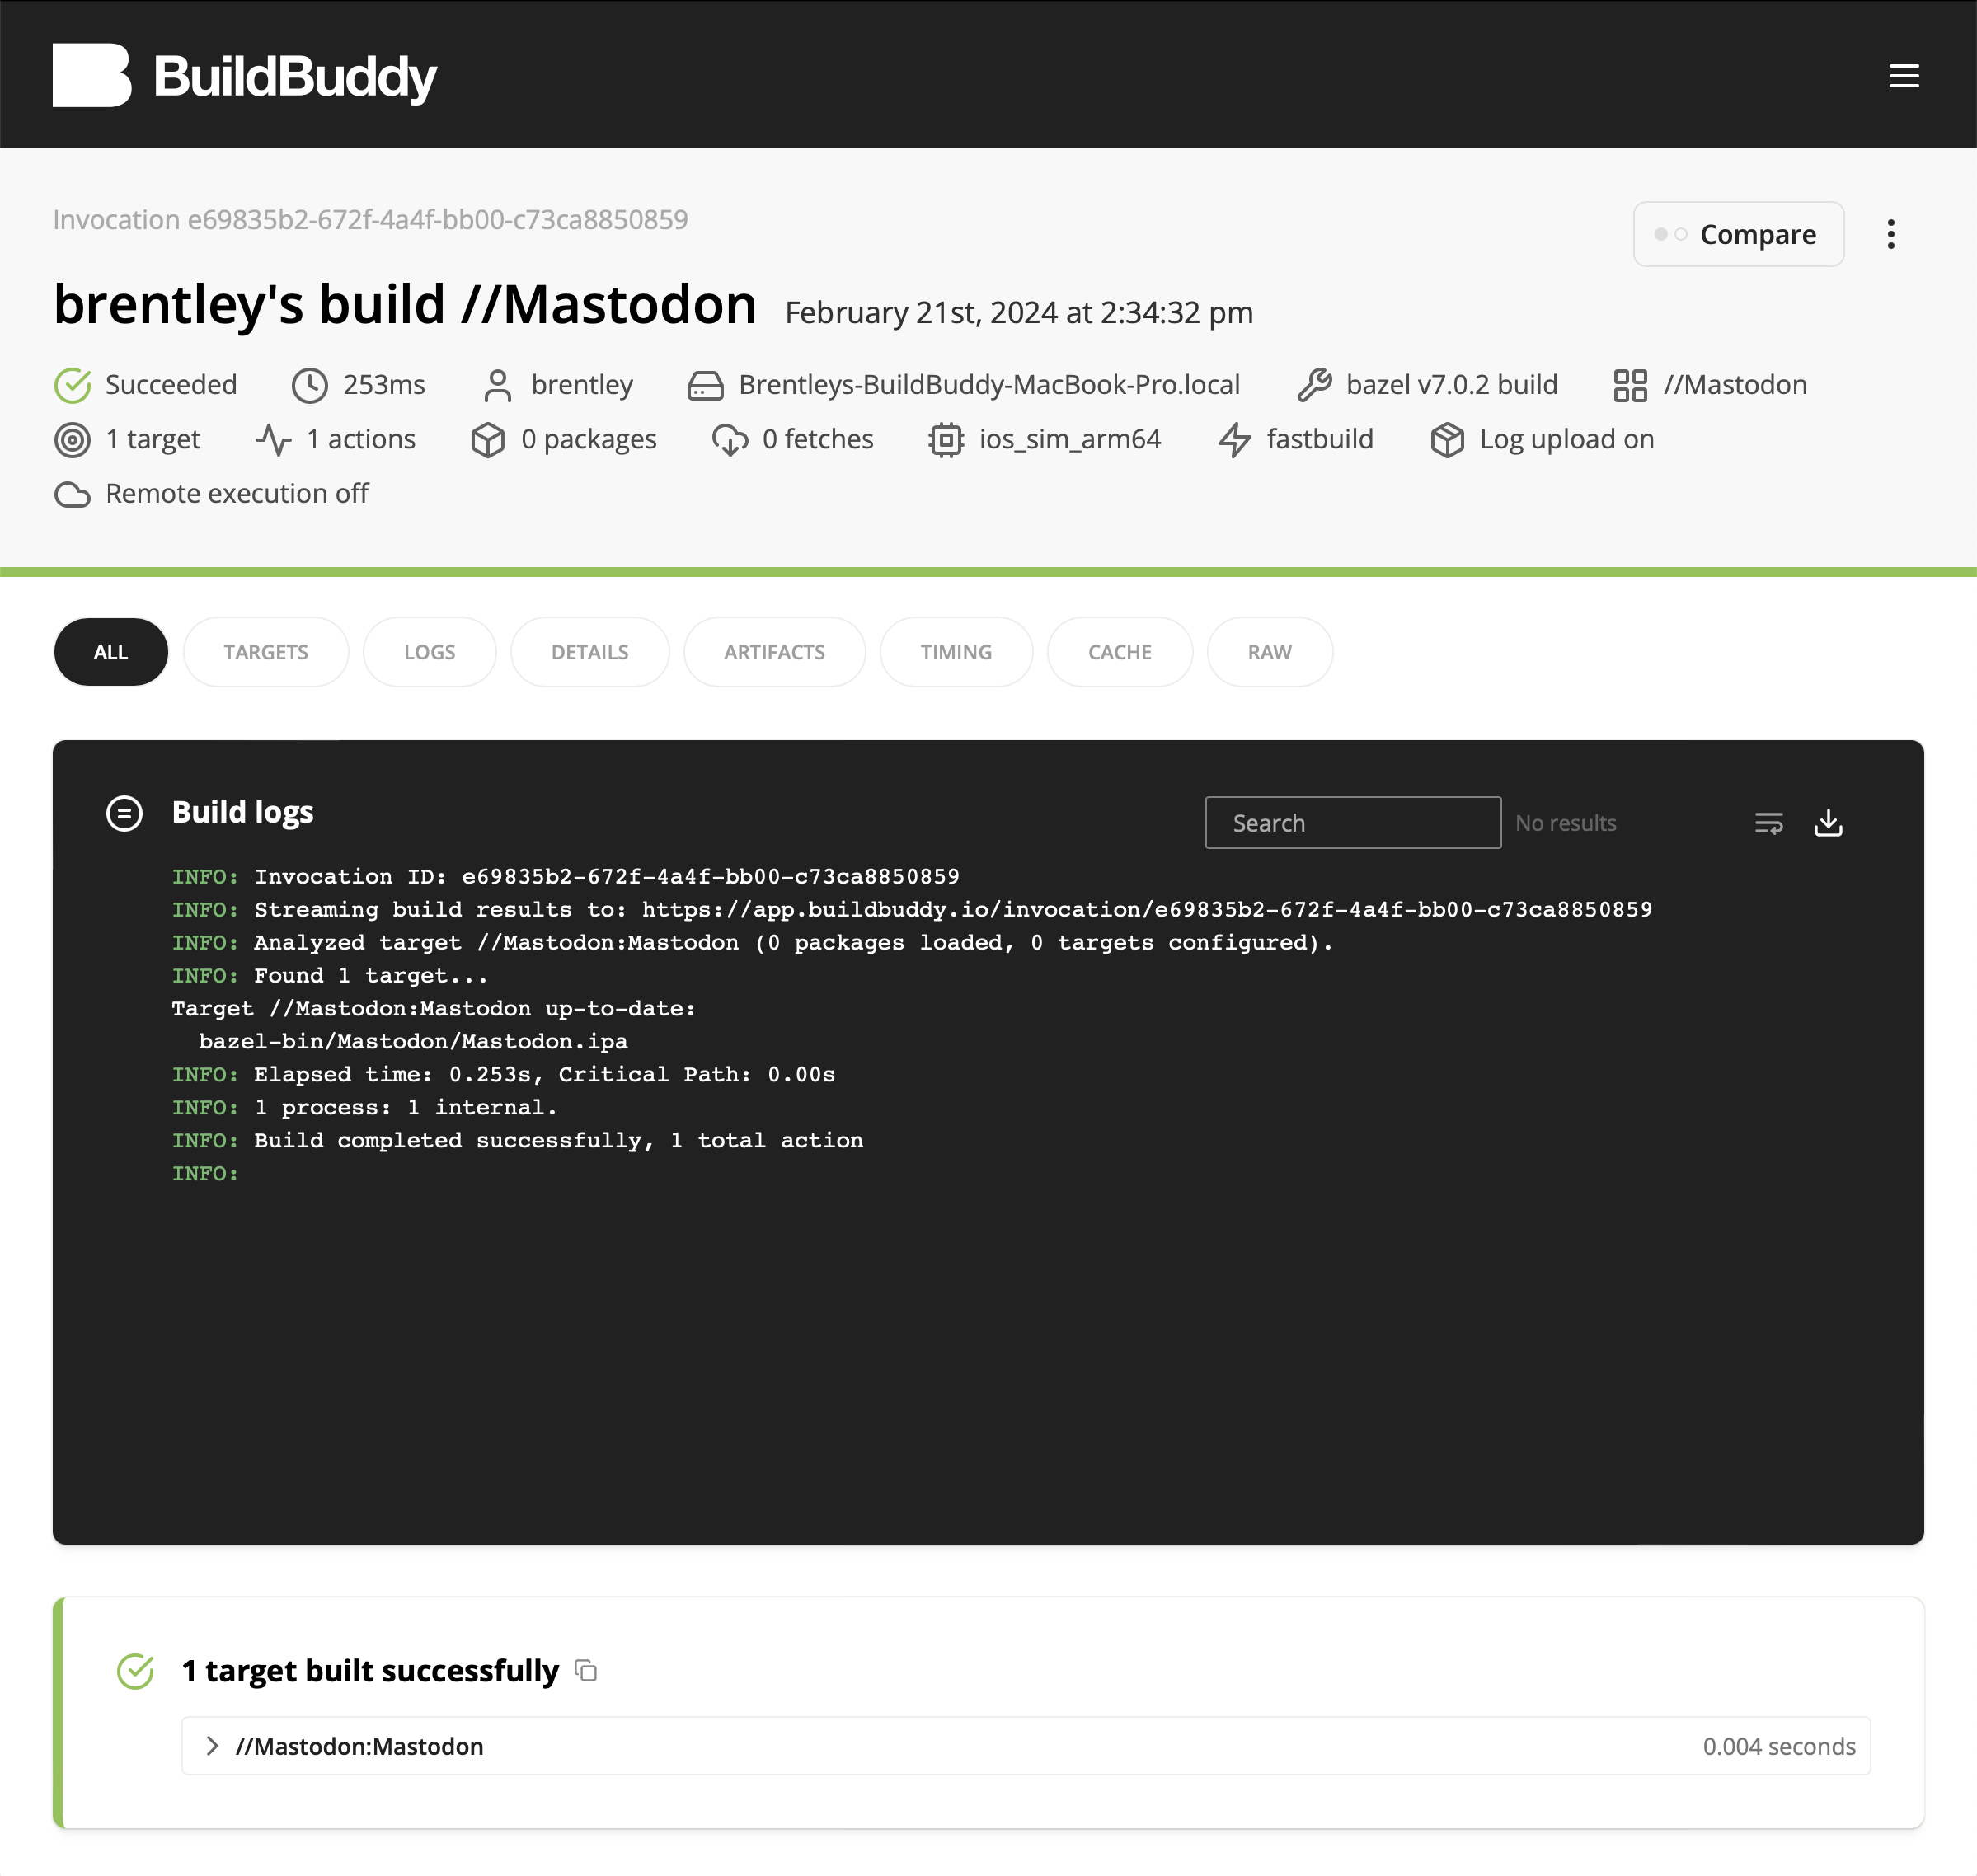 BuildBuddy
Invocation e69835b2-672f-4a4f-bb00-c73ca8850859
Compare
brentley's build //Mastodon February 21st, 2024 at 2:34:32 pm
Succeeded 253ms brentley Brentleys-BuildBuddy-MacBook-Pro.local bazel v7.0.2 build //Mastodon
1 target 1 actions 0 packages 0 fetches ios_sim_arm64 fastbuild Log upload on
Remote execution off
ALL TARGETS LOGS DETAILS ARTIFACTS TIMING CACHE RAW
Build logs Search No results
INFO: Invocation ID: e69835b2-672f-4a4f-bb00-c73ca8850859
INFO: Streaming build results to: https://app.buildbuddy.io/invocation/e69835b2-672f-4a4f-bb00-c73ca8850859
INFO: Analyzed target //Mastodon:Mastodon (0 packages loaded, 0 targets configured).
INFO: Found 1 target...
Target //Mastodon:Mastodon up-to-date:
bazel-bin/Mastodon/Mastodon.ipa
INFO: Elapsed time: 0.253s, Critical Path: 0.00s
INFO: 1 process: 1 internal.
INFO: Build completed successfully, 1 total action
INFO:
1 target built successfully
//Mastodon:Mastodon 0.004 seconds